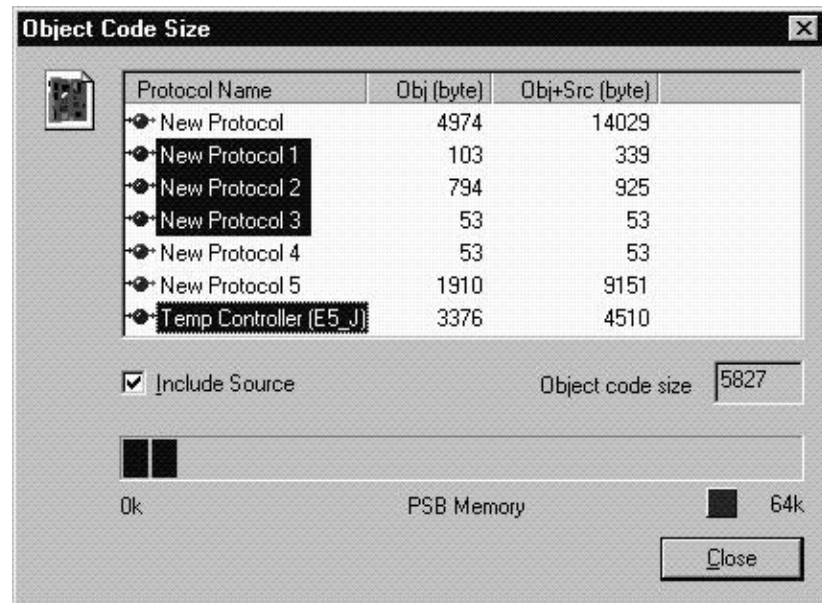 Object Code Size
Protocol Name Obj (byte) Obj+Src (byte)
New Protocol 4974 14029
New Protocol 1 103 339
New Protocol 2 794 925
New Protocol 3 53 53
New Protocol 4 53 53
New Protocol 5 1910 9151
Temp Controller (E5_J) 3376 4510
Include Source Object code size 5827
0k PSB Memory 64k
Close